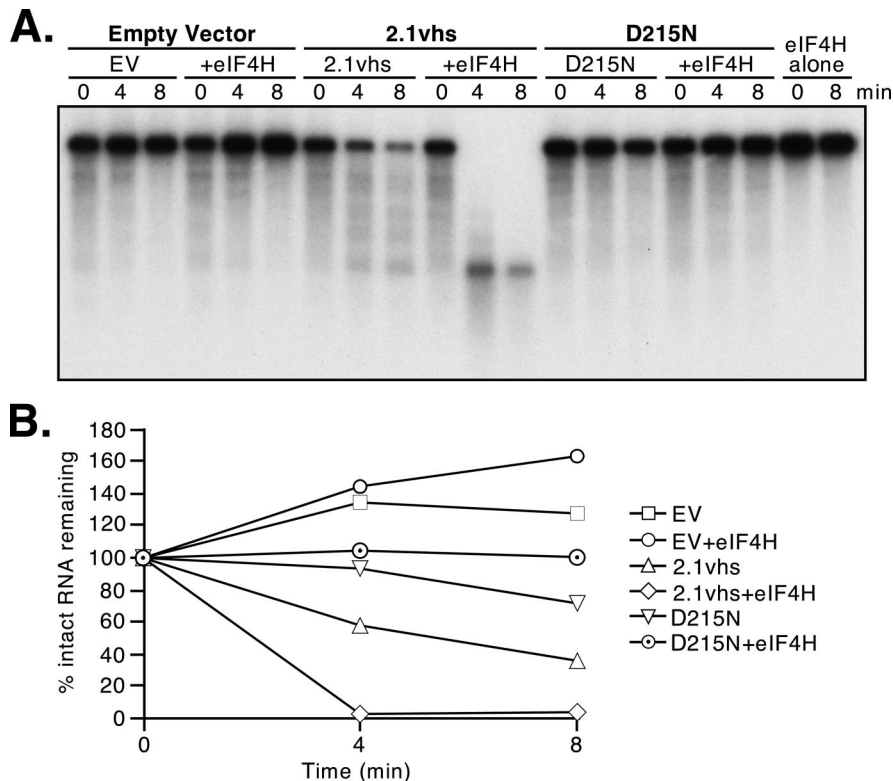 A.
Empty Vector 2.1vhs D215N eIF4H alone
EV +eIF4H 2.1vhs +eIF4H D215N +eIF4H
0 4 8 0 4 8 0 4 8 0 4 8 0 4 8 0 4 8 0 8 min
B.
% intact RNA remaining
180
160
140
120
100
80
60
40
20
0
0 4 8
Time (min)
EV
EV+eIF4H
2.1vhs
2.1vhs+eIF4H
D215N
D215N+eIF4H